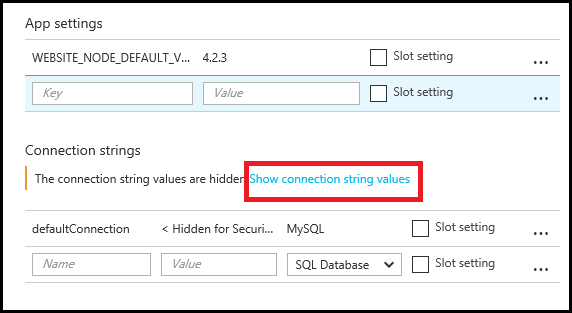 App settings
WEBSITE_NODE_DEFAULT_V... 4.2.3 Slot setting ...
Key Value Slot setting ...
Connection strings
The connection string values are hidden Show connection string values
defaultConnection < Hidden for Securi... MySQL Slot setting ...
Name Value SQL Database Slot setting ...